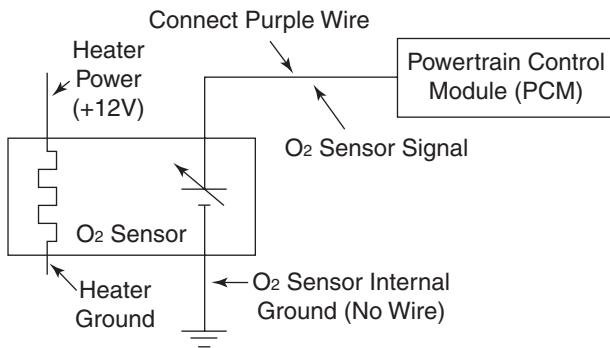 Connect Purple Wire
Heater
Power
(+12V)
Powertrain Control
Module (PCM)
O2 Sensor Signal
O2 Sensor
Heater
Ground
O2 Sensor Internal
Ground (No Wire)